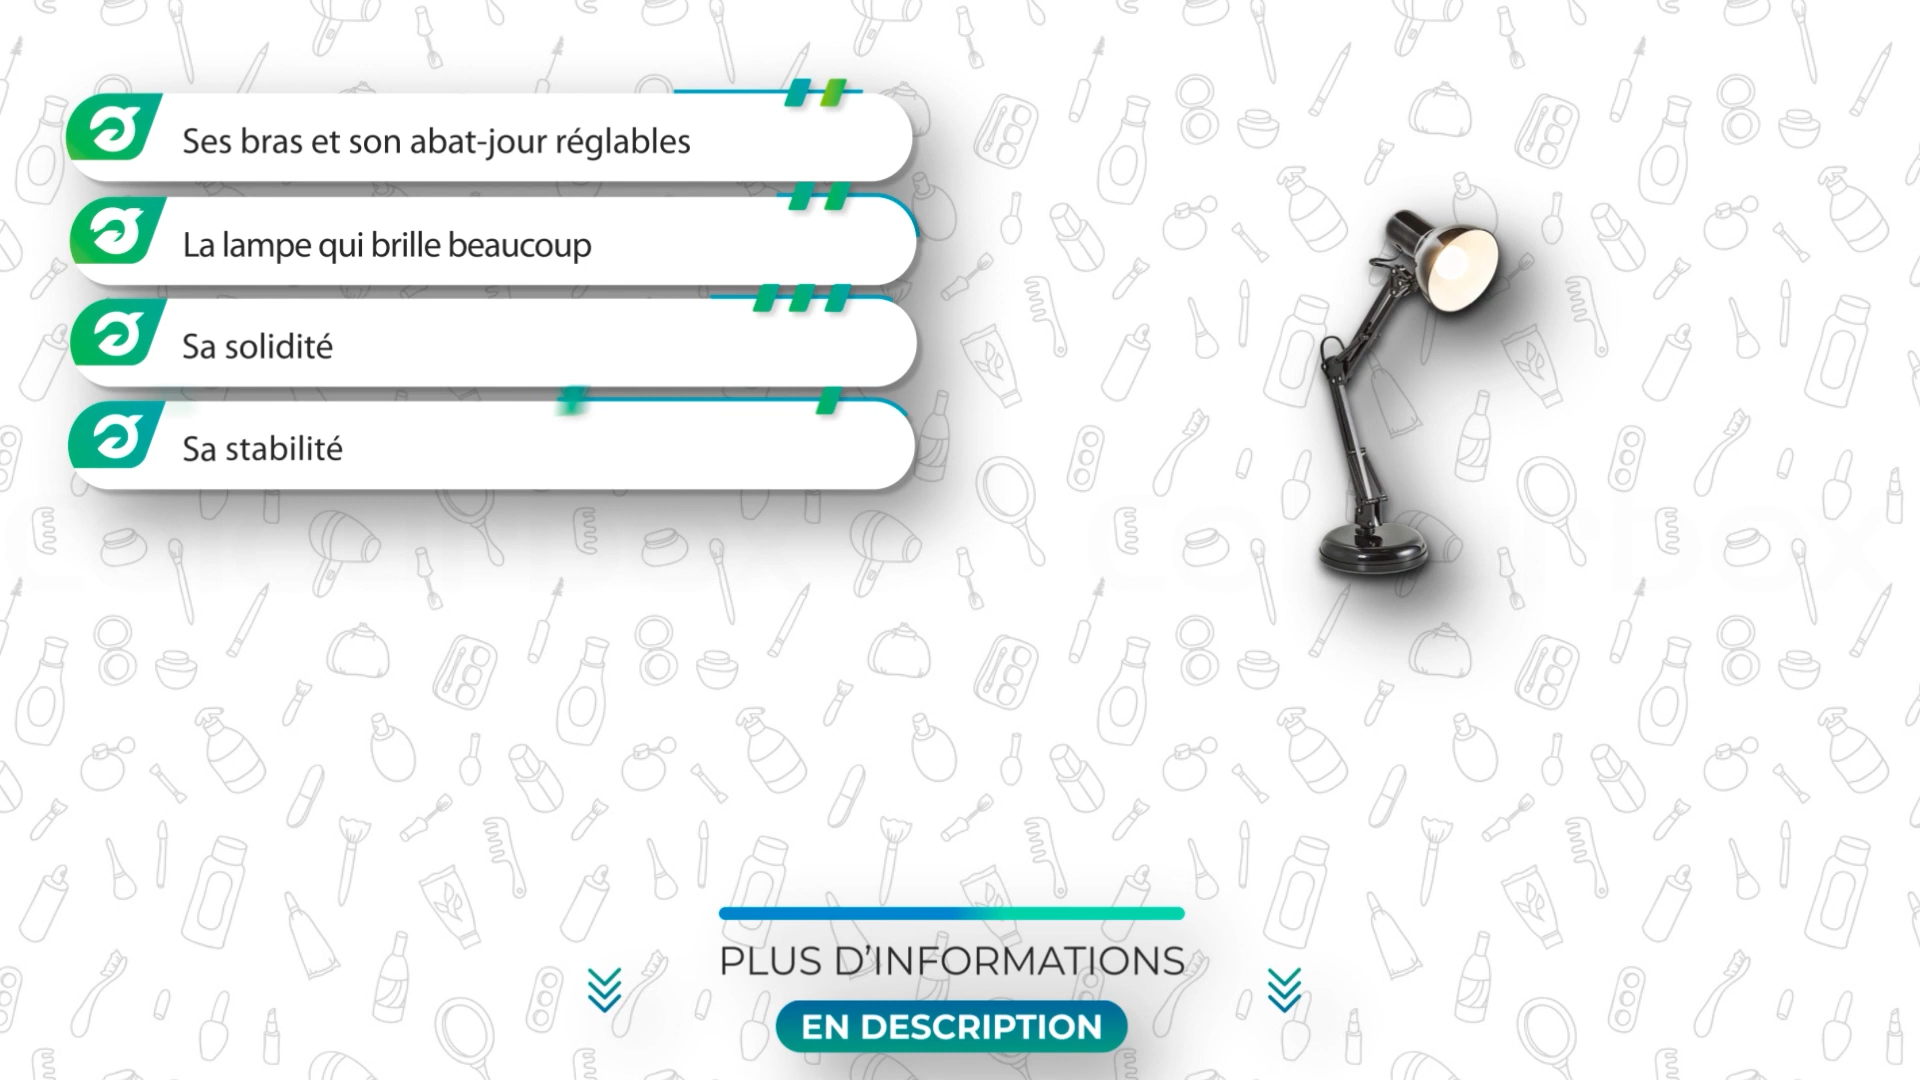 Ses bras et son abat-jour réglables
La lampe qui brille beaucoup
Sa solidité
Sa stabilité
PLUS D’INFORMATIONS
EN DESCRIPTION